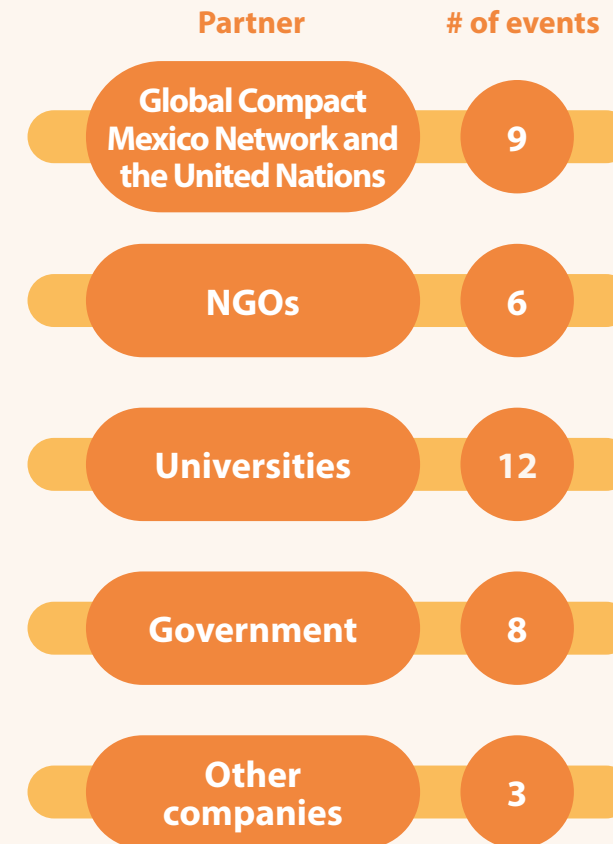 Partner # of events
Global Compact
Mexico Network and
the United Nations
9
NGOs 6
Universities 12
Government 8
Other
companies
3